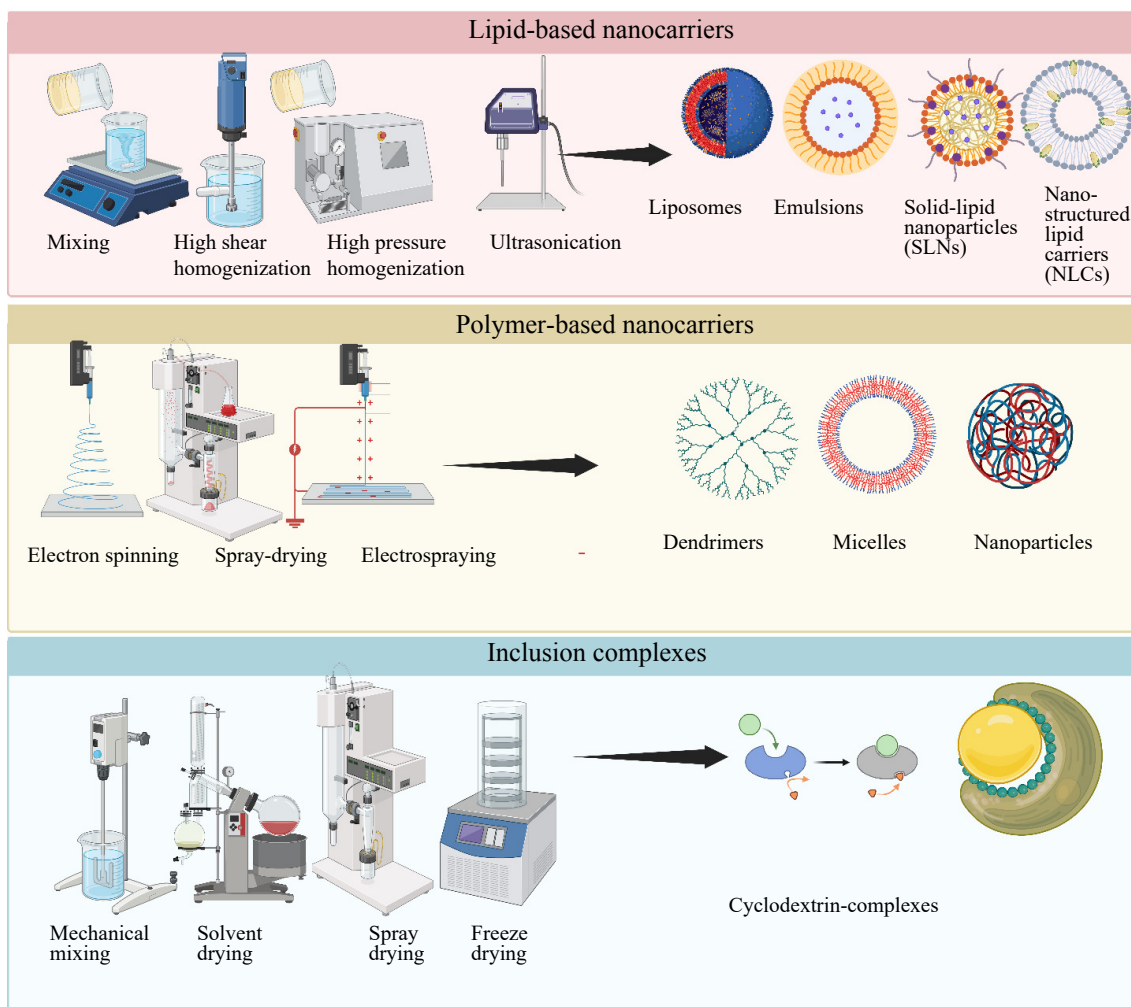 Lipid-based nanocarriers
Mixing
High shear
homogenization
High pressure
homogenization
Ultrasonication
Liposomes
Emulsions
Solid-lipid
nanoparticles
(SLNs)
Nano-
structured
lipid
carriers
(NLCs)
Polymer-based nanocarriers
Electron spinning
Spray-drying
Electrospraying
-
Dendrimers
Micelles
Nanoparticles
Inclusion complexes
Mechanical
mixing
Solvent
drying
Spray
drying
Freeze
drying
Cyclodextrin-complexes